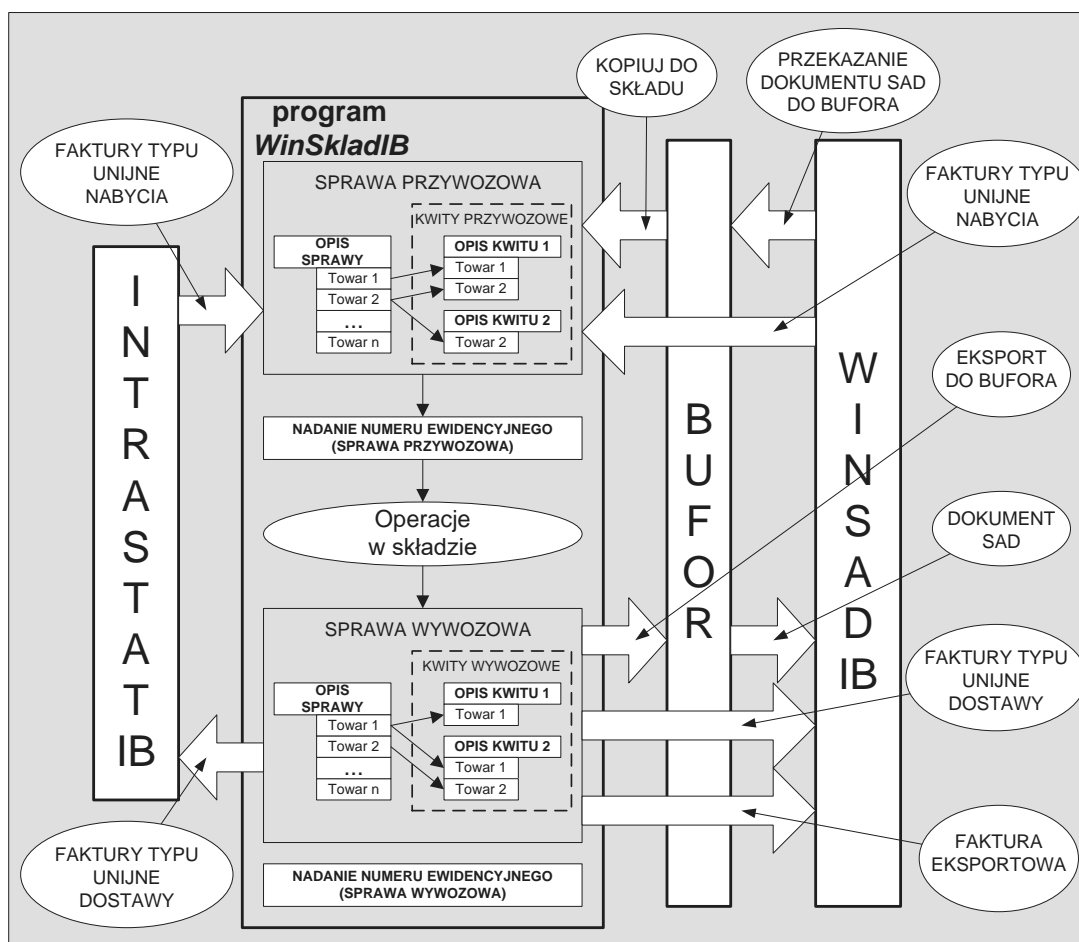 KOPIUJ DO
SKŁADU
PRZEKAZANIE
DOKUMENTU SAD
DO BUFORA
program
WinSkladIB
FAKTURY TYPU
UNIJNE
NABYCIA
FAKTURY TYPU
UNIJNE
NABYCIA
SPRAWA PRZYWOZOWA
KWITY PRZYWOZOWE
OPIS
SPRAWY
Towar 1
Towar 2
...
Towar n
OPIS KWITU 1
Towar 1
Towar 2
OPIS KWITU 2
Towar 2
INTRASTAT
IB
BUFOR
WINSAD
IB
EKSPORT
DO BUFORA
NADANIE NUMERU EWIDENCYJNEGO
(SPRAWA PRZYWOZOWA)
Operacje
w składzie
DOKUMENT
SAD
SPRAWA WYWOZOWA
KWITY WYWOZOWE
OPIS
SPRAWY
Towar 1
Towar 2
...
Towar n
OPIS KWITU 1
Towar 1
OPIS KWITU 2
Towar 1
Towar 2
FAKTURY TYPU
UNIJNE
DOSTAWY
FAKTURY TYPU
UNIJNE
DOSTAWY
FAKTURA
EKSPORTOWA
NADANIE NUMERU EWIDENCYJNEGO
(SPRAWA WYWOZOWA)